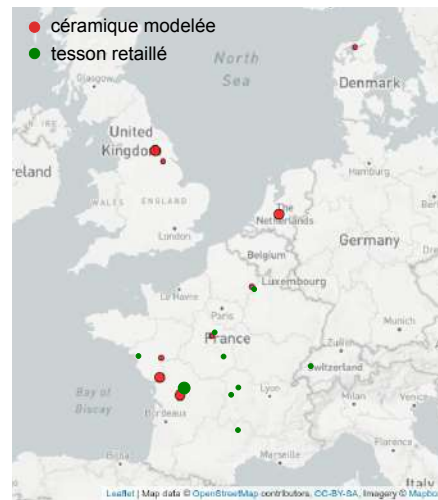 céramique modelée
tesson retaillé
North
Sea
Glasgow
Denmark
United
Kingdom
Hamburg
WALES
ENGLAND
The
Netherlands
London
Belgium
Germany
Luxembourg
Le Havre
Paris
France
Munich
Zurich
Switzerland
Bay of
Biscay
Lyon
Milan
Venice
Bordeaux
Marseille
Florence
Italy
Leaflet | Map data © OpenStreetMap contributors, CC-BY-SA, Imagery © Mapbo